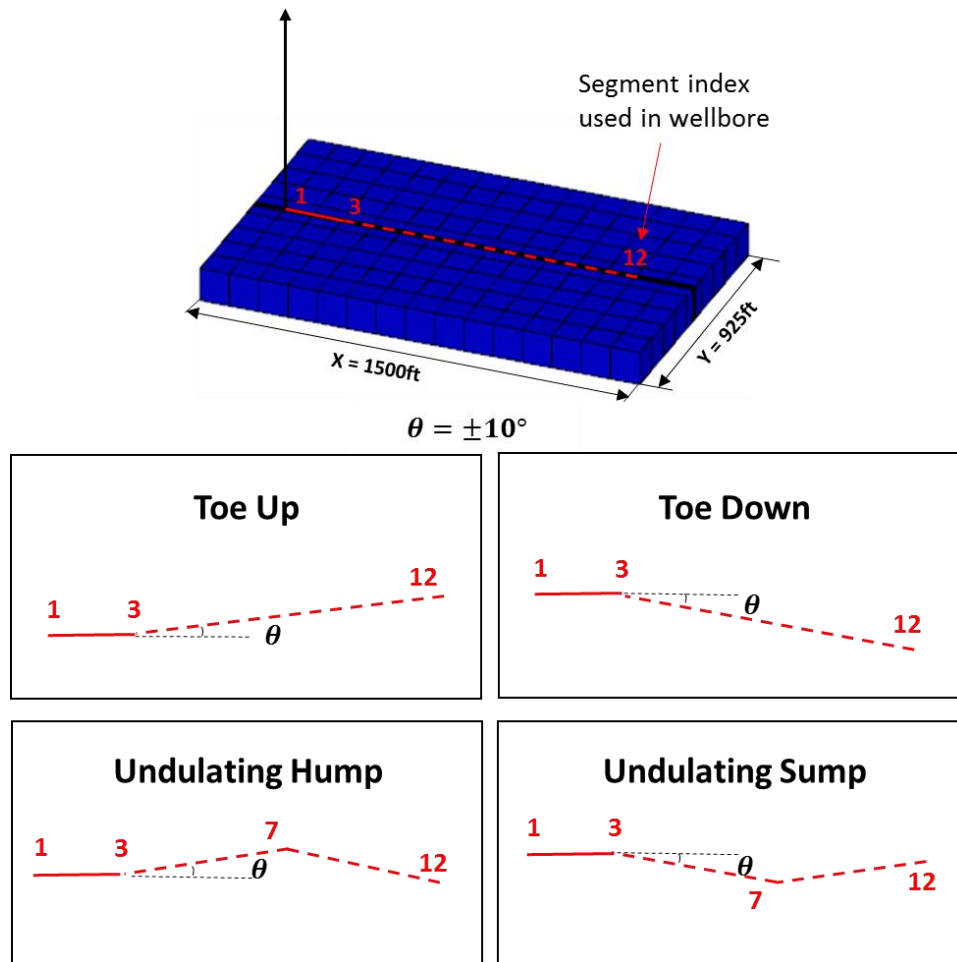 Segment index
used in wellbore
1
3
12
X = 1500ft
Y = 925ft
θ = ±10°
Toe Up
1
3
12
θ
Toe Down
1
3
θ
12
Undulating Hump
1
3
7
θ
12
Undulating Sump
1
3
θ
7
12